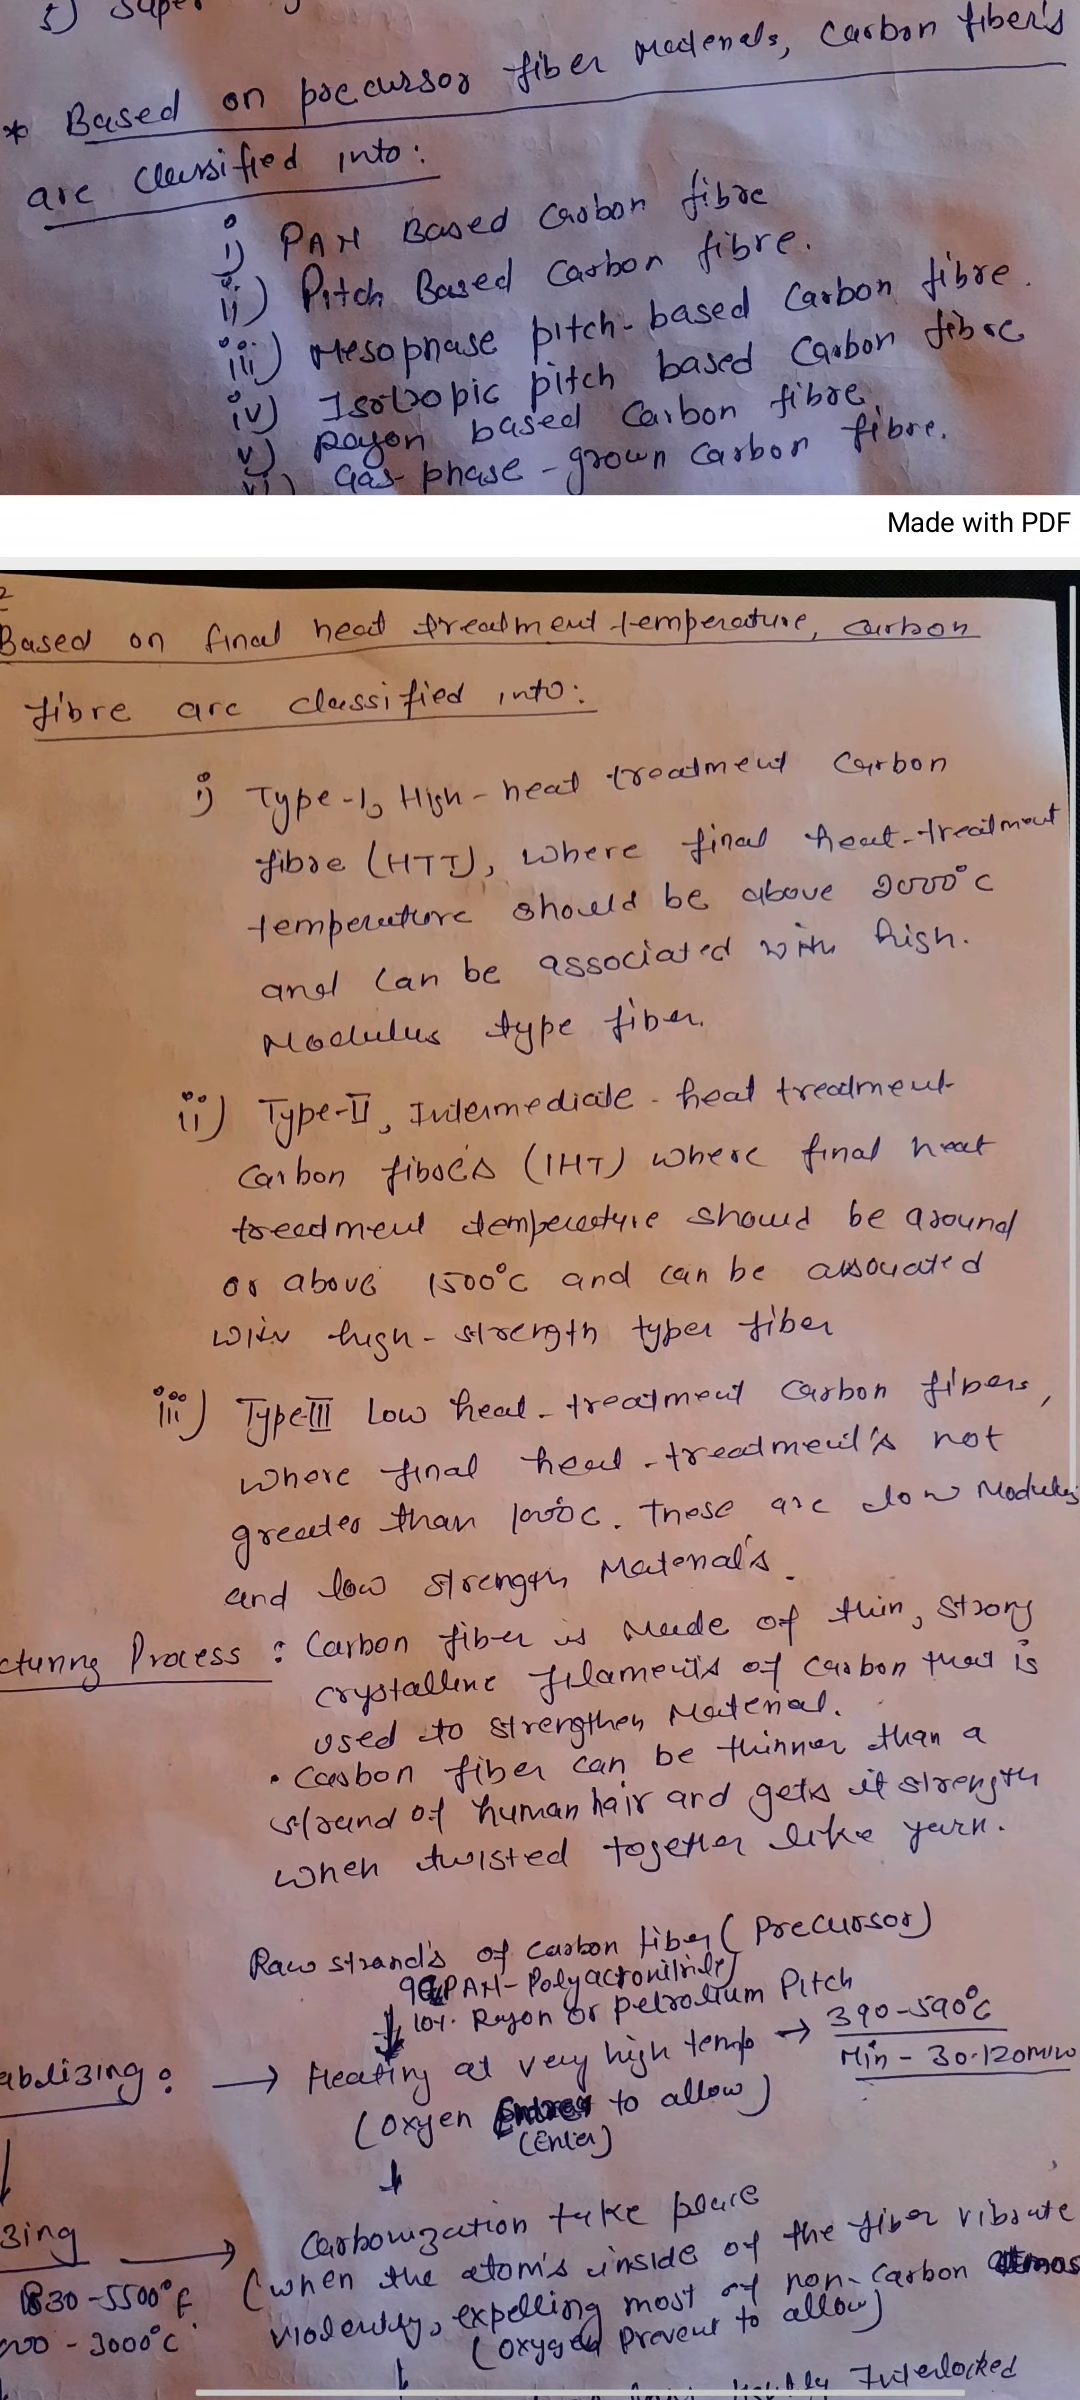 5) Super
* Based on precursor fiber Materials, Carbon fiber's
are classified into:
i) PAN Based Carbon fibre
ii) Pitch Based Carbon fibre.
iii) Mesophase pitch-based Carbon fibre.
iv) Isotropic pitch based Carbon fibre
v) Rayon based Carbon fibre
vi) Gas-phase-grown Carbon fibre.
Made with PDF
2
Based on final heat treatment temperature, carbon
fibre are classified into:
i) Type-I, High-heat treatment Carbon
fibre (HTT), where final heat-treatment
temperature should be above 2000°C
and can be associated with high.
Modulus type fiber.
ii) Type-II, Intermediate-heat treatment
Carbon fibres (IHT) where final heat
treatment temperature should be around
or above 1500°C and can be associated
with high-strength type fiber
iii) Type III Low heat-treatment Carbon fibers,
where final heat-treatment's not
greater than 1000°C. These are low Modulus
and low strength Material's.
cturing Process : Carbon fiber is Made of thin, strong
crystalline filaments of carbon that is
used to strengthen Material.
• Carbon fiber can be thinner than a
strand of human hair and gets it strength
when twisted together like yarn.
Raw strand's of Carbon fiber (Precursor)
PAN-Polyacronitrile)
10%. Rayon or petrolium Pitch
abalizing: → Heating at very high temp → 390-590°C
Min - 30-120min
(Oxygen to allow)
(Enter)
zing → Carbonization take place
(when the atom's inside of the fiber vibrate
830-5500°F violently, expelling most of non-carbon
- 3000°C (oxygen prevent to allow)
Interlocked